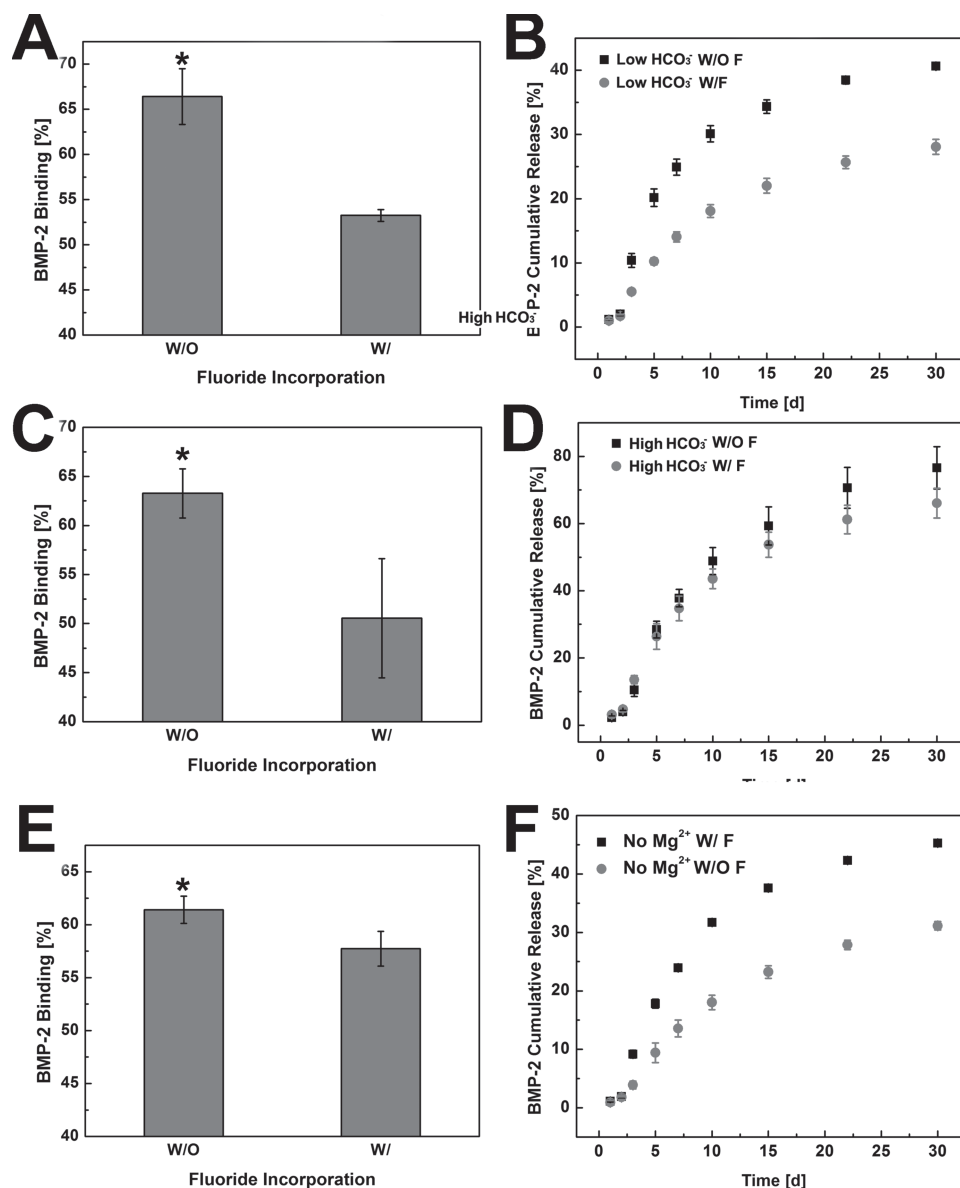 A
BMP-2 Binding [%]
70
65
60
55
50
45
40
*
W/O W/
Fluoride Incorporation
High HCO₃⁻
B
P-2 Cumulative Release [%]
40
30
20
10
0
Low HCO₃⁻ W/O F
Low HCO₃⁻ W/F
0 5 10 15 20 25 30
Time [d]
C
BMP-2 Binding [%]
70
65
60
55
50
45
40
*
W/O W/
Fluoride Incorporation
D
BMP-2 Cumulative Release [%]
80
60
40
20
0
High HCO₃⁻ W/O F
High HCO₃⁻ W/ F
0 5 10 15 20 25 30
E
BMP-2 Binding [%]
65
60
55
50
45
40
*
W/O W/
Fluoride Incorporation
F
BMP-2 Cumulative Release [%]
50
40
30
20
10
0
No Mg²⁺ W/ F
No Mg²⁺ W/O F
0 5 10 15 20 25 30
Time [d]